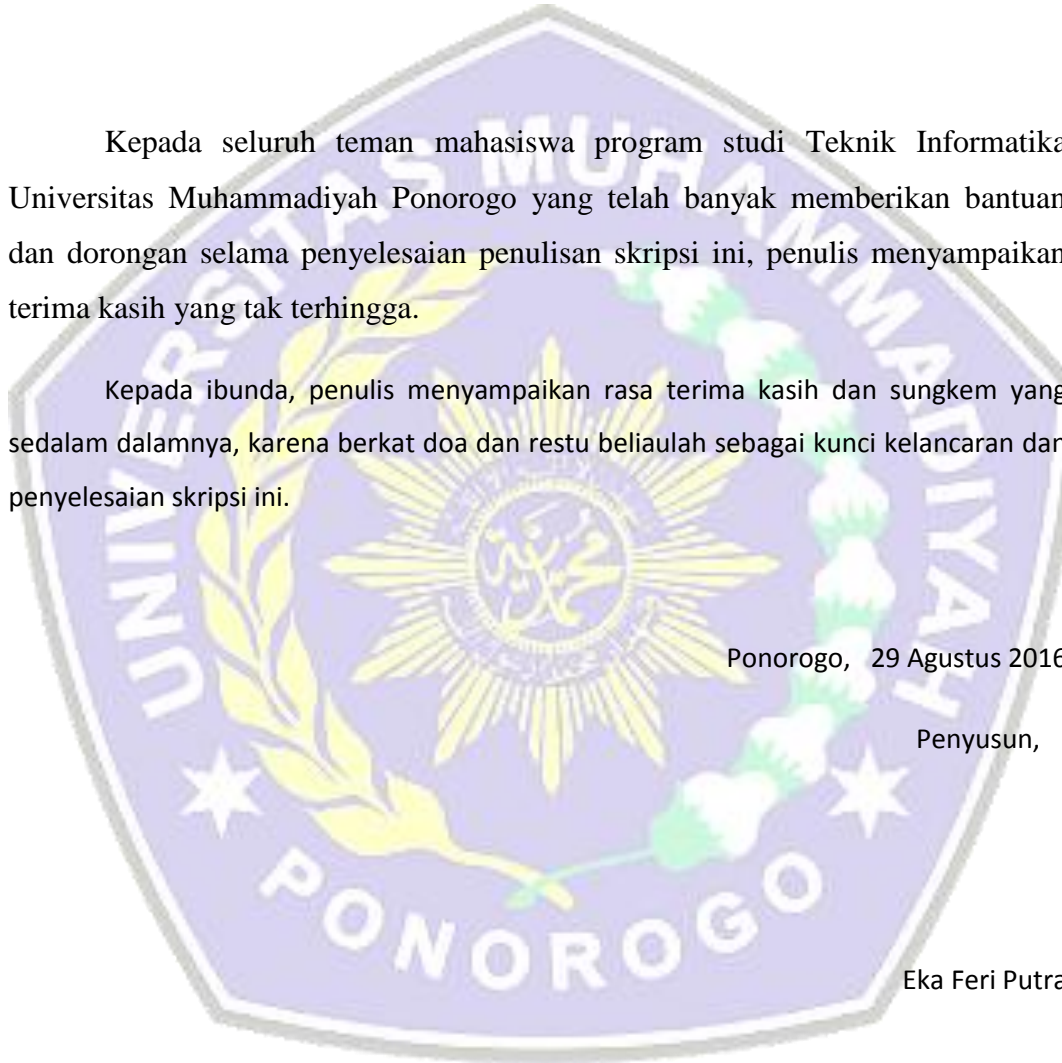 Kepada seluruh teman mahasiswa program studi Teknik Informatika
Universitas Muhammadiyah Ponorogo yang telah banyak memberikan bantuan
dan dorongan selama penyelesaian penulisan skripsi ini, penulis menyampaikan
terima kasih yang tak terhingga.
Kepada ibunda, penulis menyampaikan rasa terima kasih dan sungkem yang
sedalam dalamnya, karena berkat doa dan restu beliaulah sebagai kunci kelancaran dan
penyelesaian skripsi ini.
Ponorogo, 29 Agustus 2016
Penyusun,
Eka Feri Putra
UNIVERSITAS MUHAMMADIYAH
PONOROGO